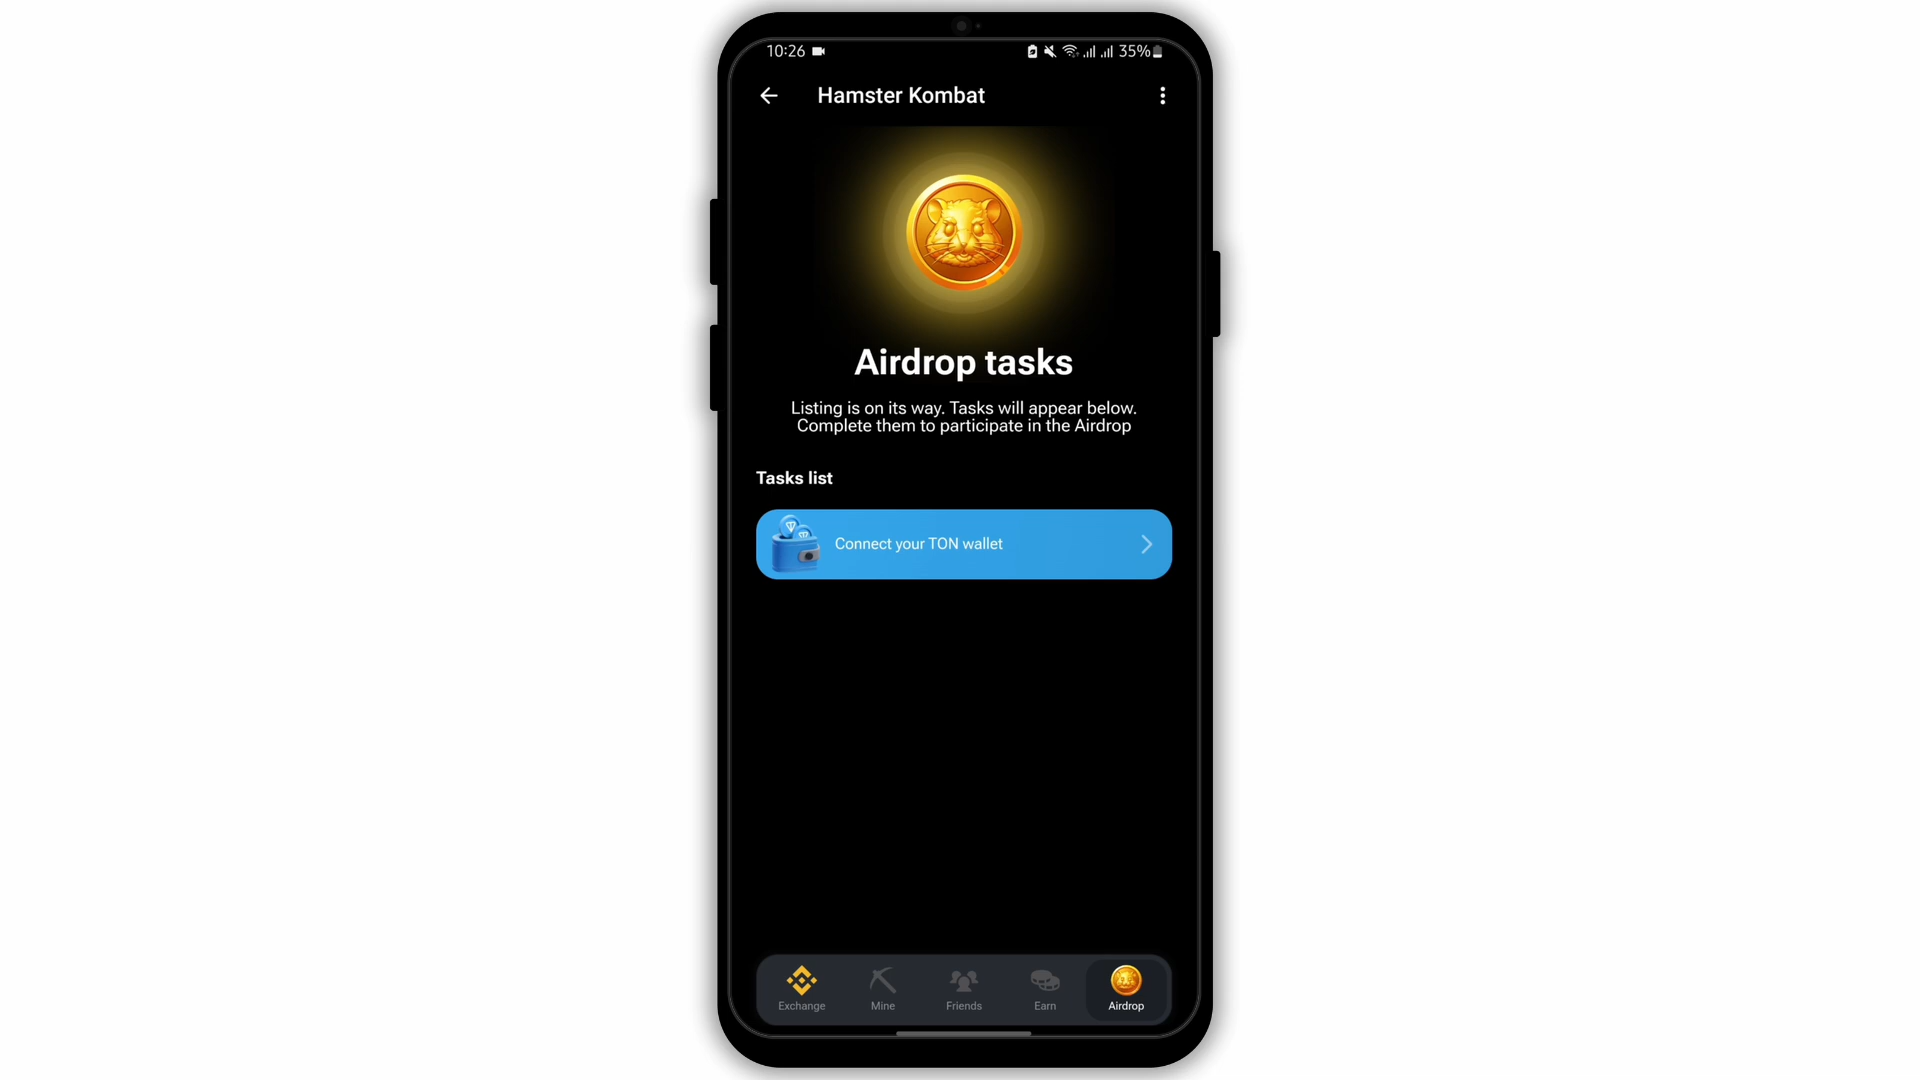 10:26
35%
Hamster Kombat
Airdrop tasks
Listing is on its way. Tasks will appear below.
Complete them to participate in the Airdrop
Tasks list
Connect your TON wallet
Exchange
Mine
Friends
Earn
Airdrop